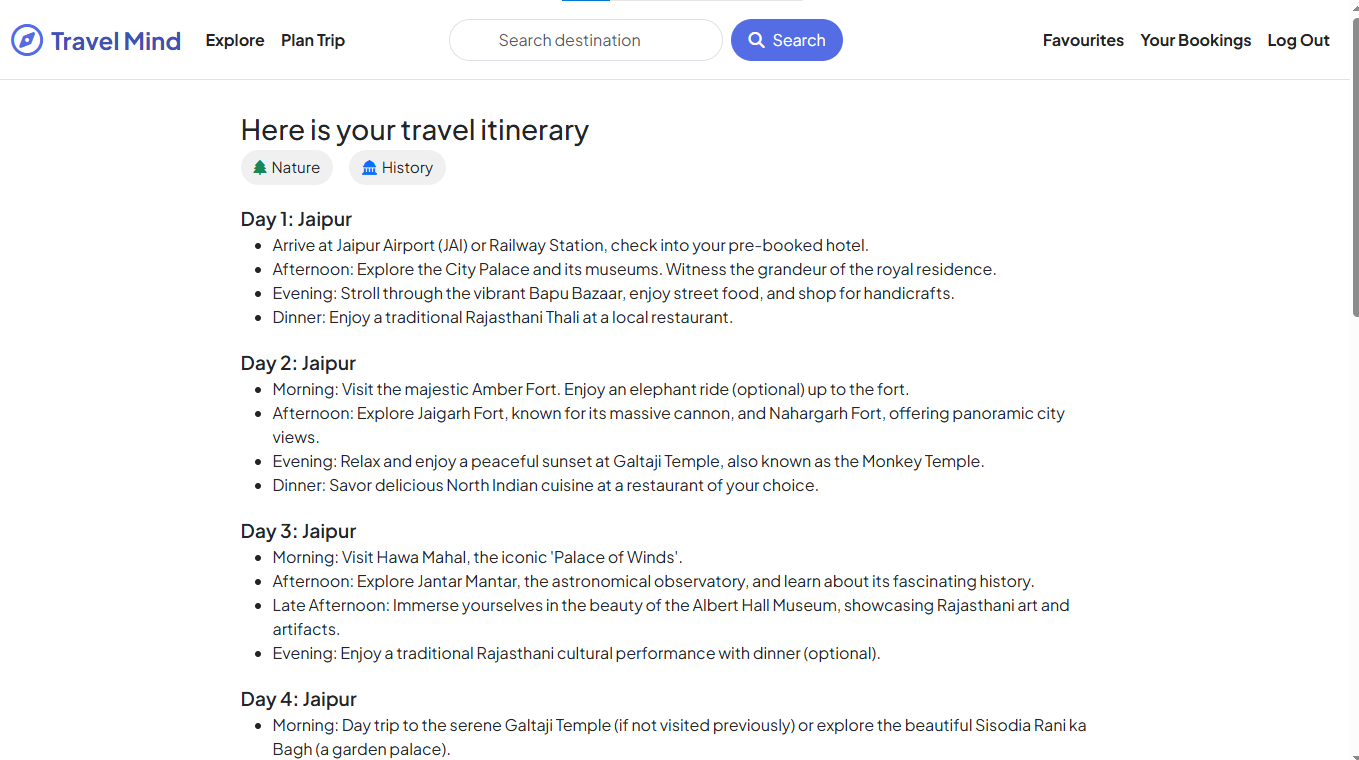 Travel Mind Explore Plan Trip Search destination Search Favourites Your Bookings Log Out
Here is your travel itinerary
Nature History
Day 1: Jaipur
Arrive at Jaipur Airport (JAI) or Railway Station, check into your pre-booked hotel.
Afternoon: Explore the City Palace and its museums. Witness the grandeur of the royal residence.
Evening: Stroll through the vibrant Bapu Bazaar, enjoy street food, and shop for handicrafts.
Dinner: Enjoy a traditional Rajasthani Thali at a local restaurant.
Day 2: Jaipur
Morning: Visit the majestic Amber Fort. Enjoy an elephant ride (optional) up to the fort.
Afternoon: Explore Jaigarh Fort, known for its massive cannon, and Nahargarh Fort, offering panoramic city
views.
Evening: Relax and enjoy a peaceful sunset at Galtaji Temple, also known as the Monkey Temple.
Dinner: Savor delicious North Indian cuisine at a restaurant of your choice.
Day 3: Jaipur
Morning: Visit Hawa Mahal, the iconic 'Palace of Winds'.
Afternoon: Explore Jantar Mantar, the astronomical observatory, and learn about its fascinating history.
Late Afternoon: Immerse yourselves in the beauty of the Albert Hall Museum, showcasing Rajasthani art and
artifacts.
Evening: Enjoy a traditional Rajasthani cultural performance with dinner (optional).
Day 4: Jaipur
Morning: Day trip to the serene Galtaji Temple (if not visited previously) or explore the beautiful Sisodia Rani ka
Bagh (a garden palace).